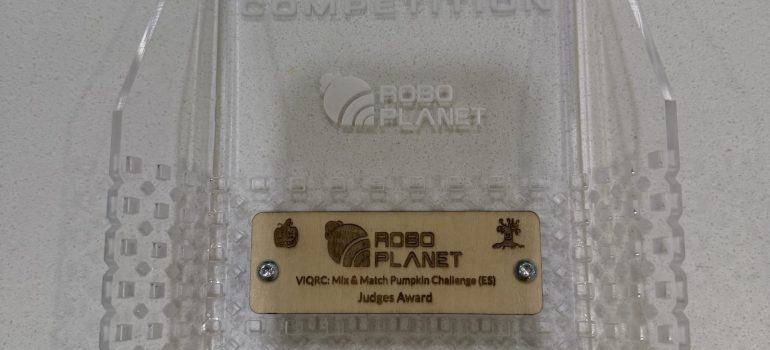 COMPETITION
ROBO
PLANET
ROBO
PLANET
VIQRC: Mix & Match Pumpkin Challenge (ES)
Judges Award